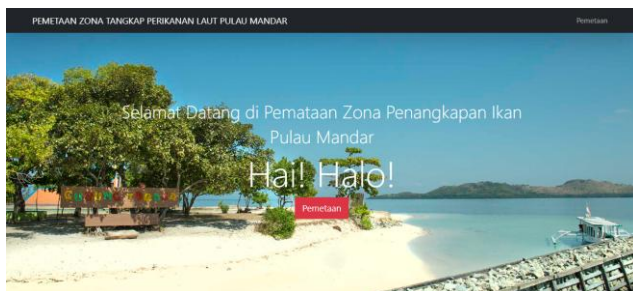 PEMETAAN ZONA TANGKAP PERIKANAN LAUT PULAU MANDAR
Pemetaan
Selamat Datang di Pemataan Zona Penangkapan Ikan
Pulau Mandar
Hai! Halo!
Pemetaan